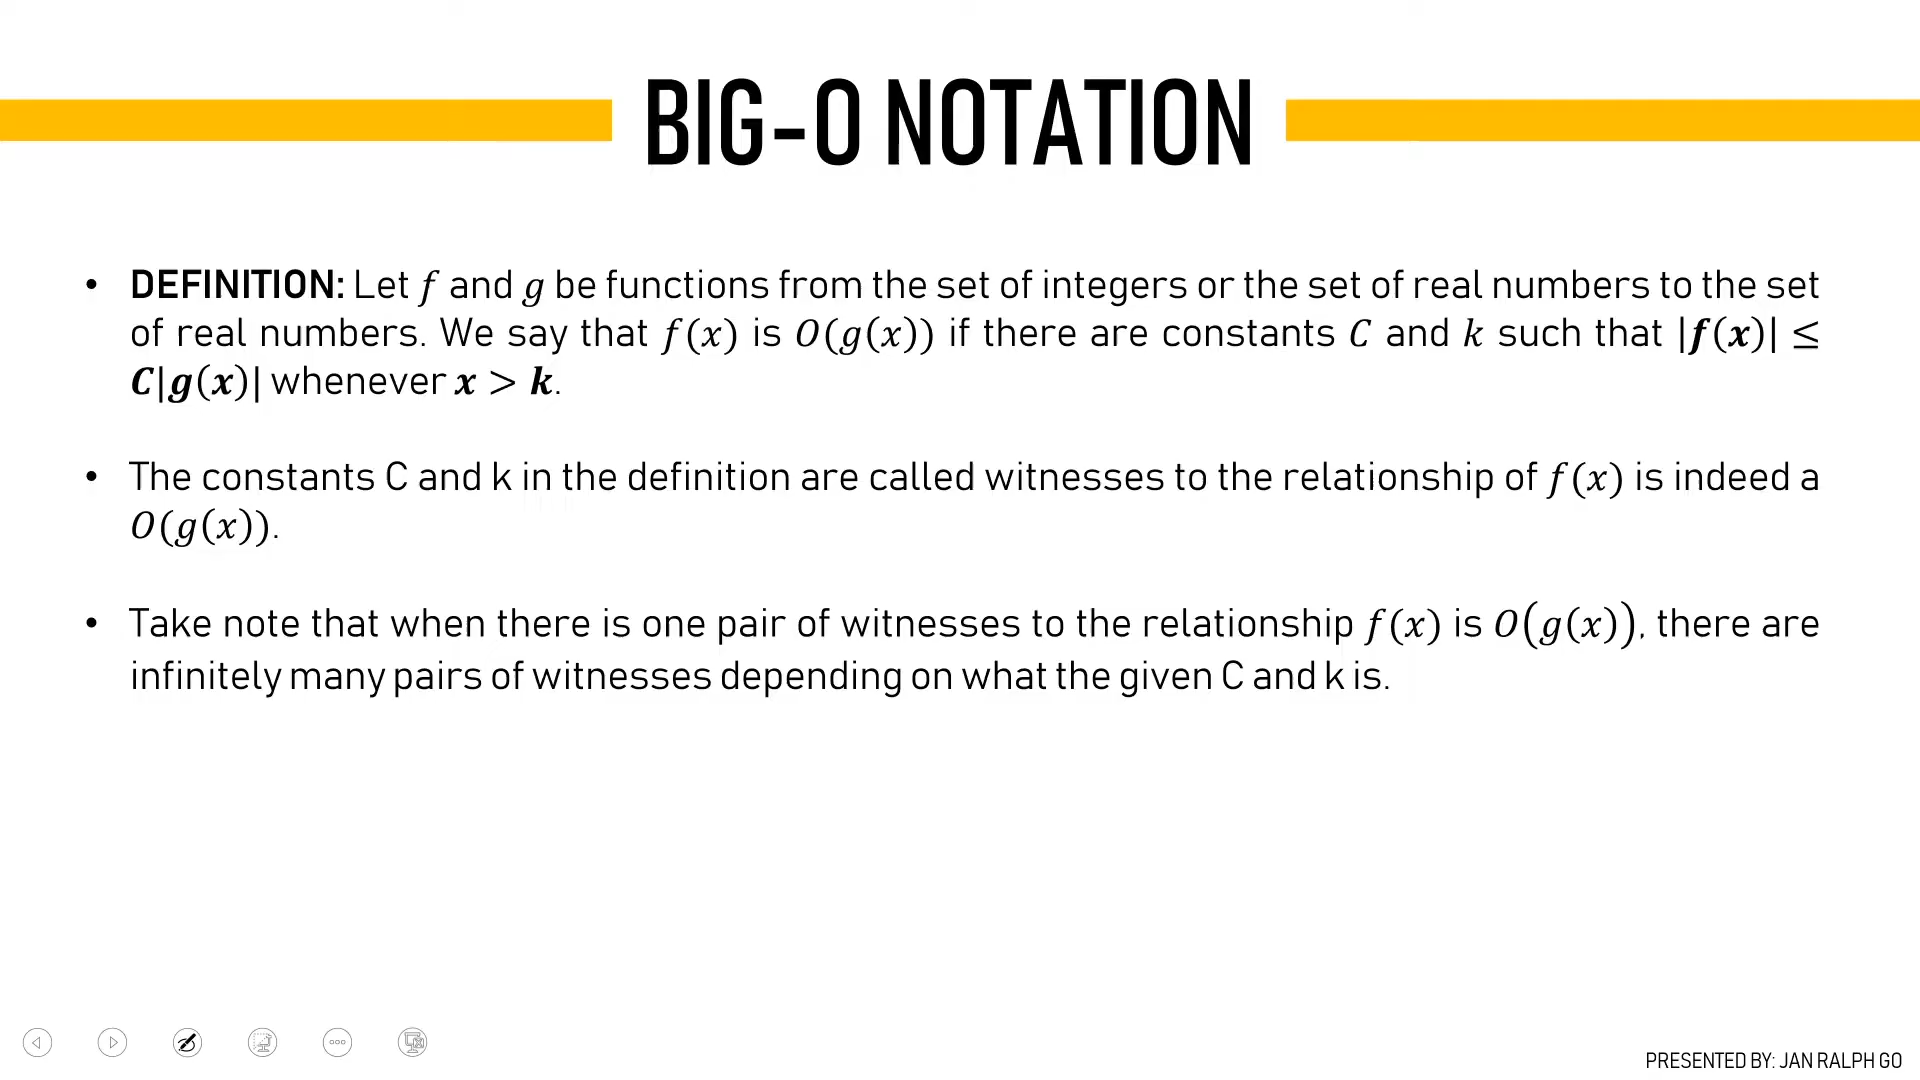 BIG-O NOTATION
• DEFINITION: Let 𝑓 and 𝑔 be functions from the set of integers or the set of real numbers to the set
of real numbers. We say that 𝑓(𝑥) is 𝑂(𝑔(𝑥)) if there are constants 𝐶 and 𝑘 such that |𝒇(𝒙)| ≤
𝑪|𝒈(𝒙)| whenever 𝒙 > 𝒌.
• The constants C and k in the definition are called witnesses to the relationship of 𝑓(𝑥) is indeed a
𝑂(𝑔(𝑥)).
• Take note that when there is one pair of witnesses to the relationship 𝑓(𝑥) is 𝑂(𝑔(𝑥)), there are
infinitely many pairs of witnesses depending on what the given C and k is.
PRESENTED BY: JAN RALPH GO